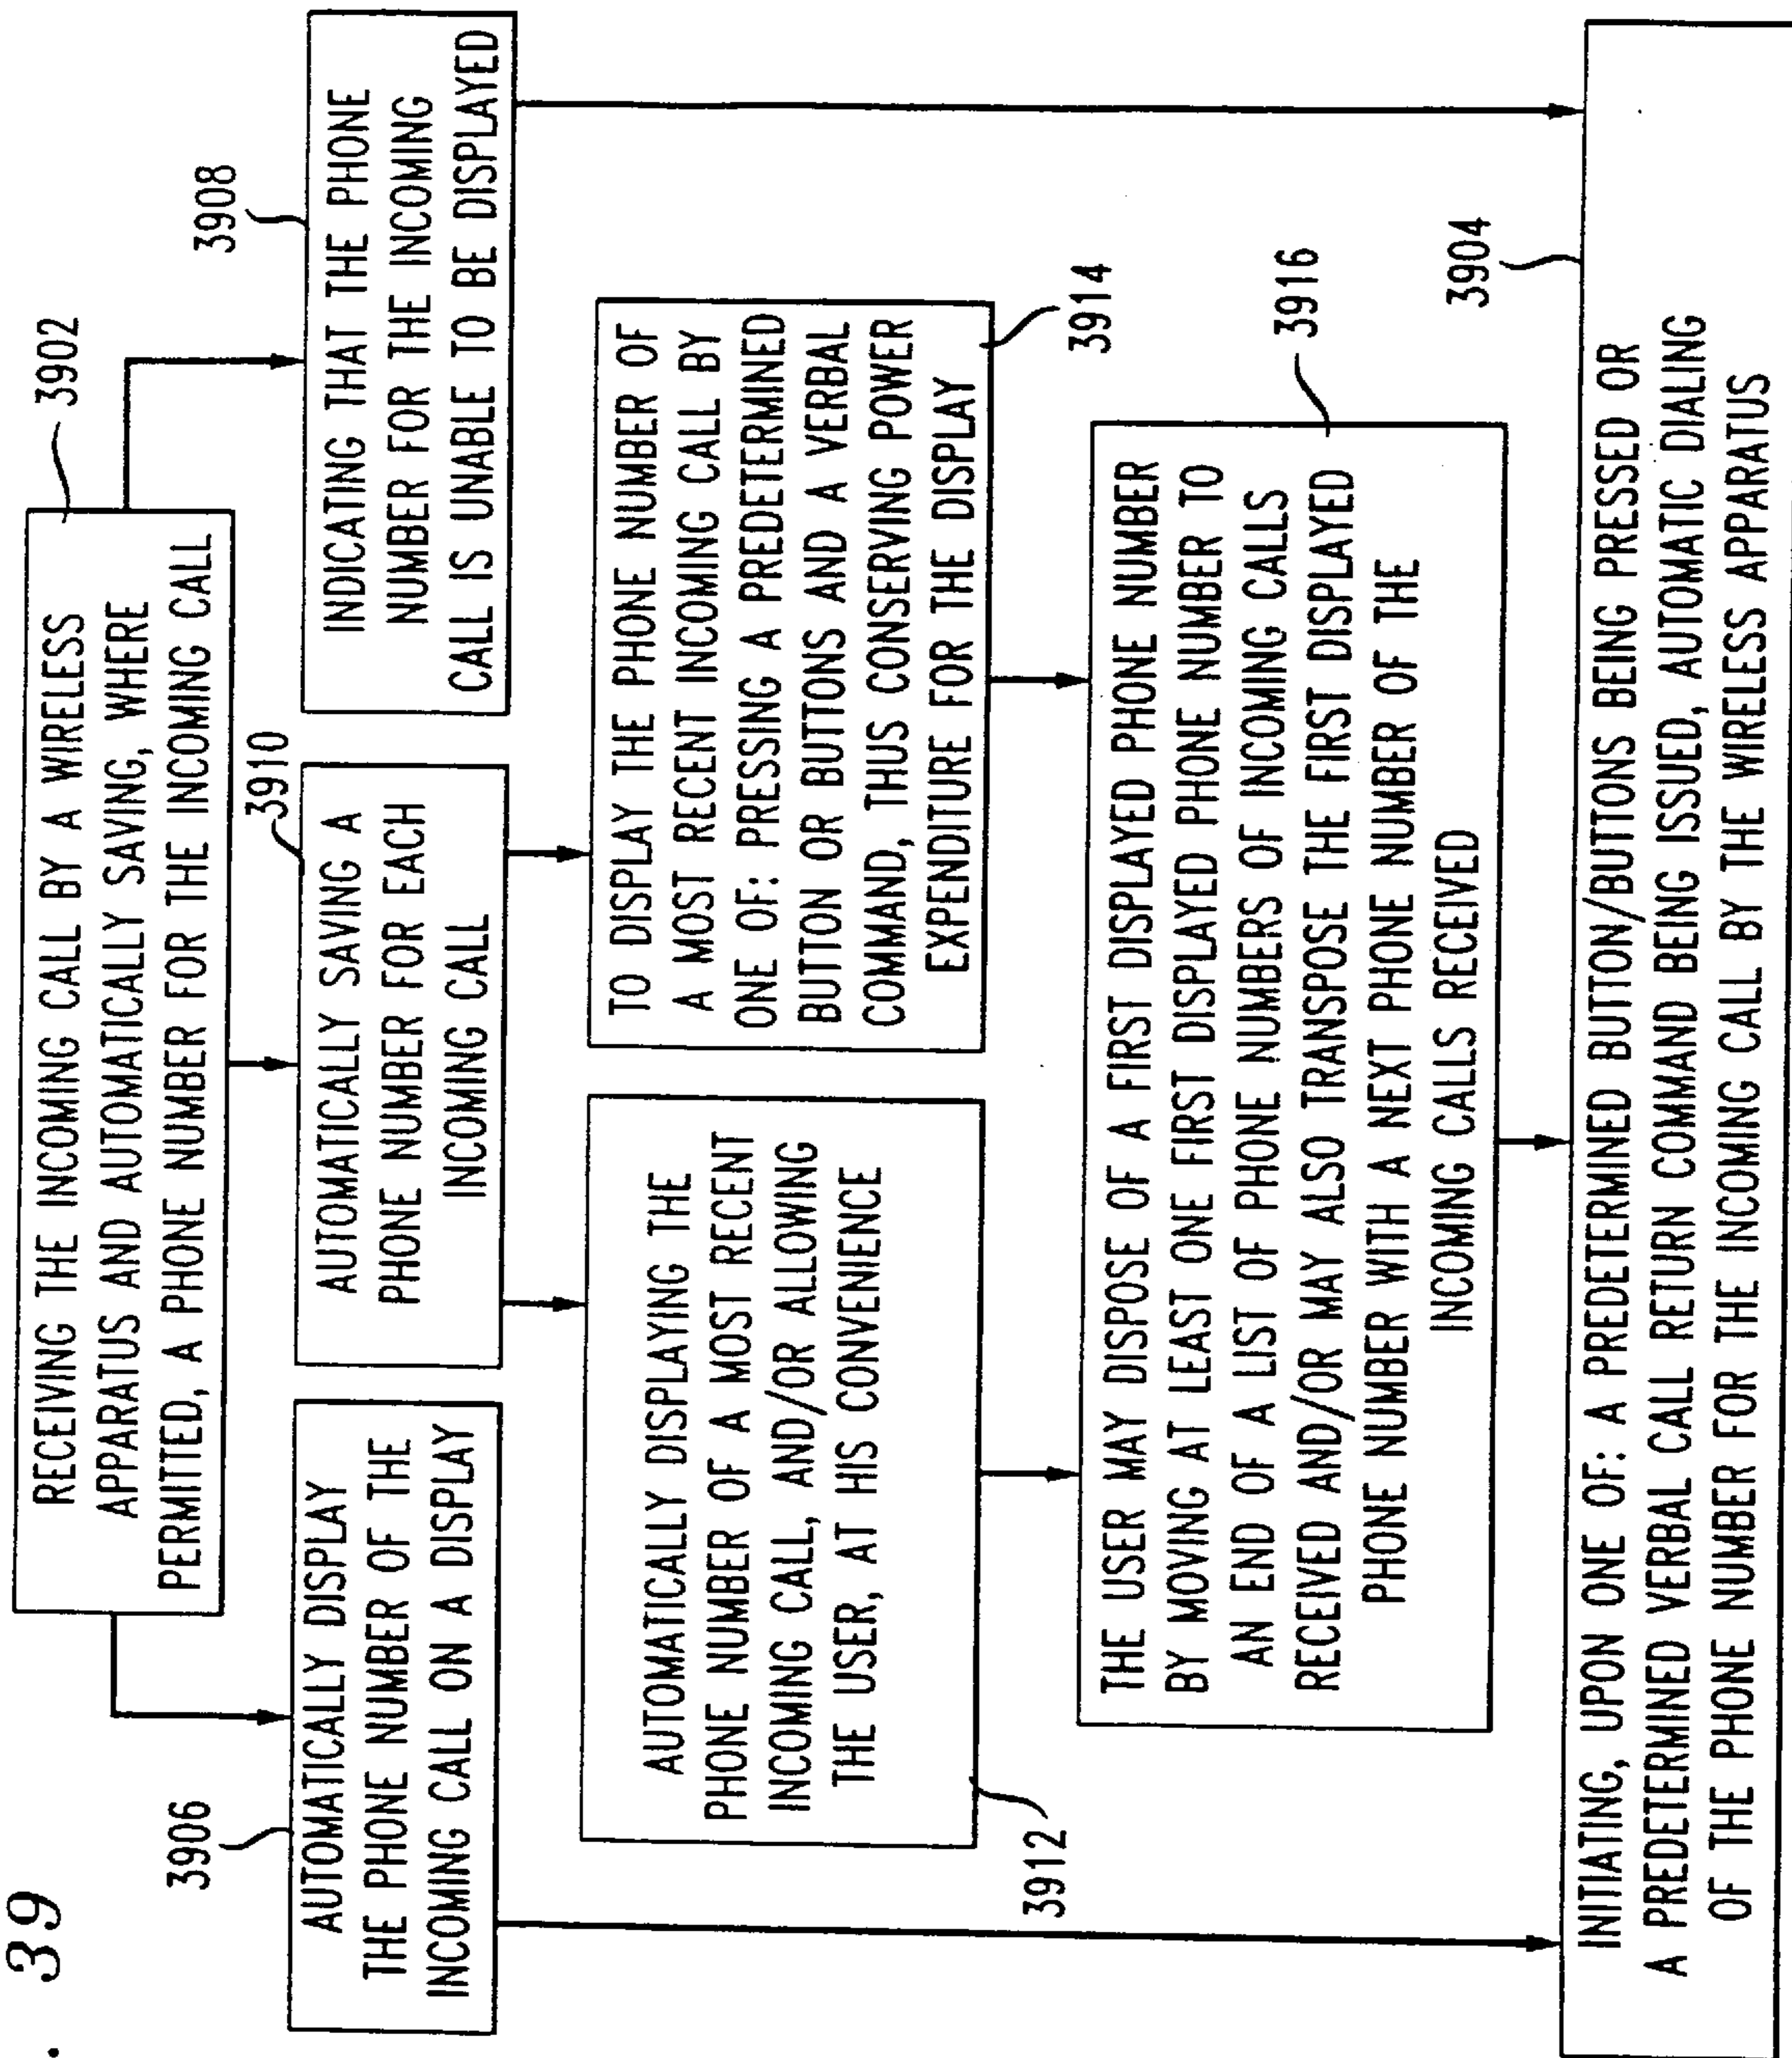 . 39
RECEIVING THE INCOMING CALL BY A WIRELESS
APPARATUS AND AUTOMATICALLY SAVING, WHERE
PERMITTED, A PHONE NUMBER FOR THE INCOMING CALL
3902
3906
AUTOMATICALLY DISPLAY
THE PHONE NUMBER OF THE
INCOMING CALL ON A DISPLAY
3910
AUTOMATICALLY SAVING A
PHONE NUMBER FOR EACH
INCOMING CALL
3908
INDICATING THAT THE PHONE
NUMBER FOR THE INCOMING
CALL IS UNABLE TO BE DISPLAYED
AUTOMATICALLY DISPLAYING THE
PHONE NUMBER OF A MOST RECENT
INCOMING CALL, AND/OR ALLOWING
THE USER, AT HIS CONVENIENCE
3912
TO DISPLAY THE PHONE NUMBER OF
A MOST RECENT INCOMING CALL BY
ONE OF: PRESSING A PREDETERMINED
BUTTON OR BUTTONS AND A VERBAL
COMMAND, THUS CONSERVING POWER
EXPENDITURE FOR THE DISPLAY
3914
THE USER MAY DISPOSE OF A FIRST DISPLAYED PHONE NUMBER
BY MOVING AT LEAST ONE FIRST DISPLAYED PHONE NUMBER TO
AN END OF A LIST OF PHONE NUMBERS OF INCOMING CALLS
RECEIVED AND/OR MAY ALSO TRANSPOSE THE FIRST DISPLAYED
PHONE NUMBER WITH A NEXT PHONE NUMBER OF THE
INCOMING CALLS RECEIVED
3916
3904
INITIATING, UPON ONE OF: A PREDETERMINED BUTTON/BUTTONS BEING PRESSED OR
A PREDETERMINED VERBAL CALL RETURN COMMAND BEING ISSUED, AUTOMATIC DIALING
OF THE PHONE NUMBER FOR THE INCOMING CALL BY THE WIRELESS APPARATUS